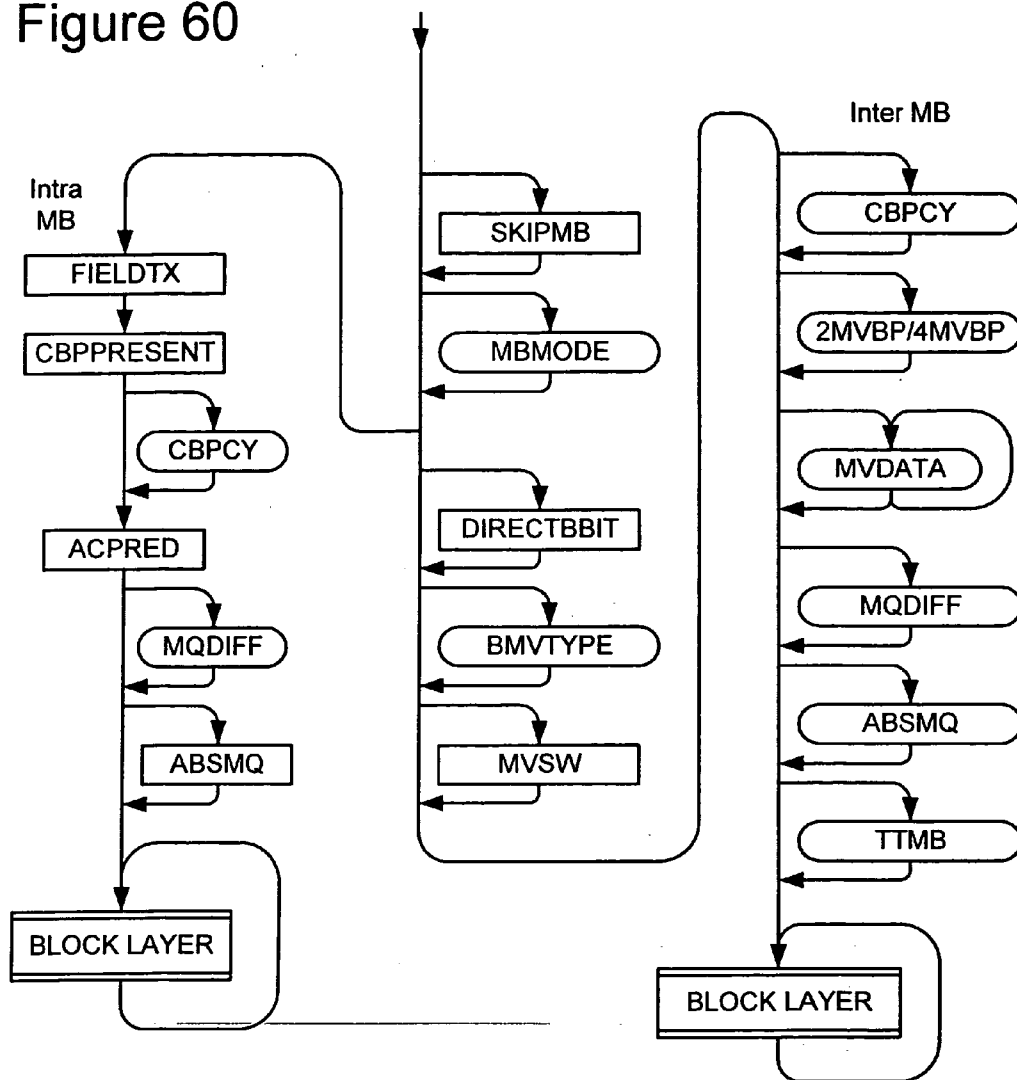 Figure 60
Intra
MB
FIELDTX
CBPPRESENT
CBPCY
ACPRED
MQDIFF
ABSMQ
BLOCK LAYER
SKIPMB
MBMODE
DIRECTBBIT
BMVTYPE
MVSW
Inter MB
CBPCY
2MVBP/4MVBP
MVDATA
MQDIFF
ABSMQ
TTMB
BLOCK LAYER